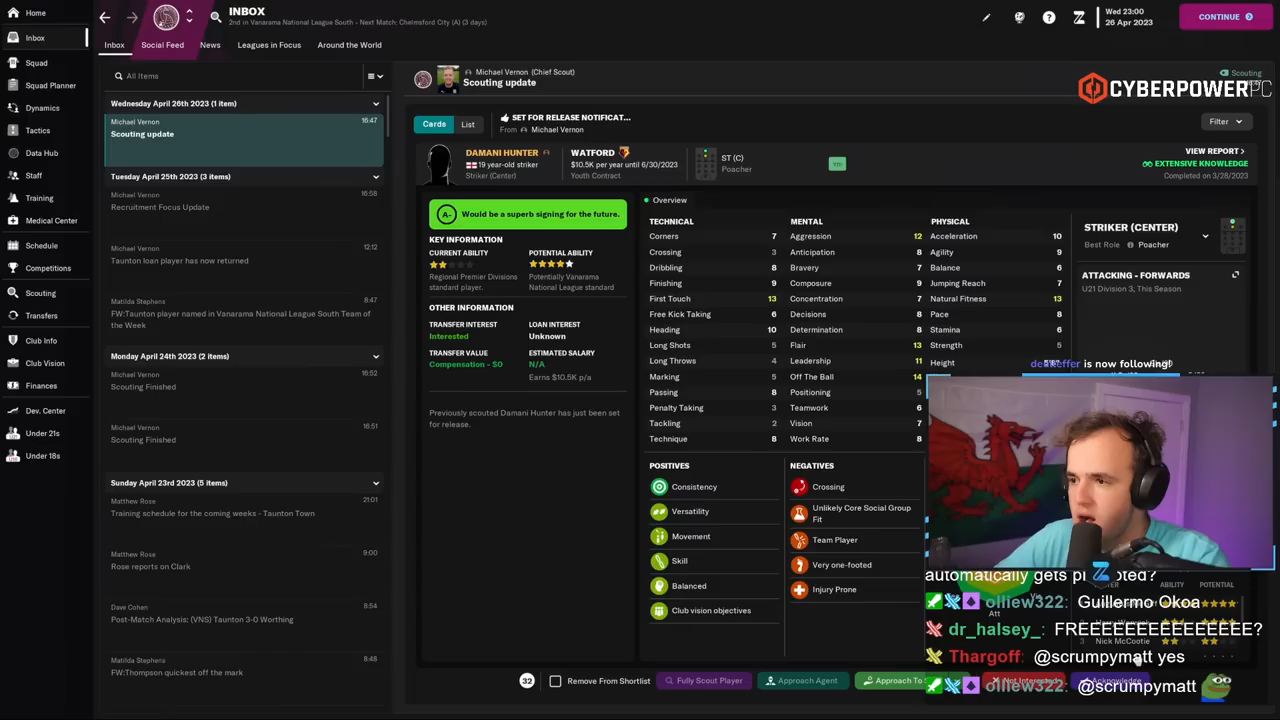 Home
Inbox
Squad
Squad Planner
Dynamics
Tactics
Data Hub
Staff
Training
Medical Center
Schedule
Competitions
Scouting
Transfers
Club Info
Club Vision
Finances
Dev. Center
Under 21s
Under 18s
INBOX
2nd in Vanarama National League South - Next Match: Chelmsford City (A) (3 days)
Wed 23:00
26 Apr 2023
CONTINUE
Inbox
Social Feed
News
Leagues in Focus
Around the World
All Items
Wednesday April 26th 2023 (1 item)
Michael Vernon 16:47
Scouting update
Tuesday April 25th 2023 (3 items)
Michael Vernon 16:58
Recruitment Focus Update
Michael Vernon 12:12
Taunton loan player has now returned
Matilda Stephens 8:47
FW:Taunton player named in Vanarama National League South Team of
the Week
Monday April 24th 2023 (2 items)
Michael Vernon 16:52
Scouting Finished
Michael Vernon 16:51
Scouting Finished
Sunday April 23rd 2023 (5 items)
Matthew Rose 21:01
Training schedule for the coming weeks - Taunton Town
Matthew Rose 9:00
Rose reports on Clark
Dave Cohen 8:54
Post-Match Analysis: (VNS) Taunton 3-0 Worthing
Matilda Stephens 8:48
FW:Thompson quickest off the mark
Michael Vernon (Chief Scout)
Scouting update
Scouting
CYBERPOWERPC
Cards
List
SET FOR RELEASE NOTIFICAT...
From Michael Vernon
Filter
DAMANI HUNTER
19 year-old striker
Striker (Center)
WATFORD
$10.5K per year until 6/30/2023
Youth Contract
ST (C)
Poacher
VIEW REPORT >
EXTENSIVE KNOWLEDGE
Completed on 3/28/2023
A- Would be a superb signing for the future.
KEY INFORMATION
CURRENT ABILITY
Regional Premier Divisions
standard player.
POTENTIAL ABILITY
Potentially Vanarama
National League standard
OTHER INFORMATION
TRANSFER INTEREST
Interested
LOAN INTEREST
Unknown
TRANSFER VALUE
Compensation - $0
ESTIMATED SALARY
N/A
Earns $10.5K p/a
Previously scouted Damani Hunter has just been set
for release.
Overview
TECHNICAL
Corners 7
Crossing 3
Dribbling 8
Finishing 9
First Touch 13
Free Kick Taking 6
Heading 10
Long Shots 5
Long Throws 4
Marking 5
Passing 8
Penalty Taking 3
Tackling 2
Technique 8
MENTAL
Aggression 12
Anticipation 8
Bravery 7
Composure 9
Concentration 7
Decisions 8
Determination 8
Flair 13
Leadership 11
Off The Ball 14
Positioning 5
Teamwork 6
Vision 7
Work Rate 8
PHYSICAL
Acceleration 10
Agility 9
Balance 6
Jumping Reach 7
Natural Fitness 13
Pace 8
Stamina 6
Strength 5
Height
STRIKER (CENTER)
Best Role Poacher
ATTACKING - FORWARDS
U21 Division 3, This Season
POSITIVES
Consistency
Versatility
Movement
Skill
Balanced
Club vision objectives
NEGATIVES
Crossing
Unlikely Core Social Group
Fit
Team Player
Very one-footed
Injury Prone
is now following!
olliew322: Guillermo Okoa
dr_halsey_: FREEEEEEEEEEEEEE?
Thargoff: @scrumpymatt yes
olliew322: @scrumpymatt
Att
ABILITY
POTENTIAL
Nick McCootie
32
Remove From Shortlist
Fully Scout Player
Approach Agent
Approach To
Not Interested
Acknowledge